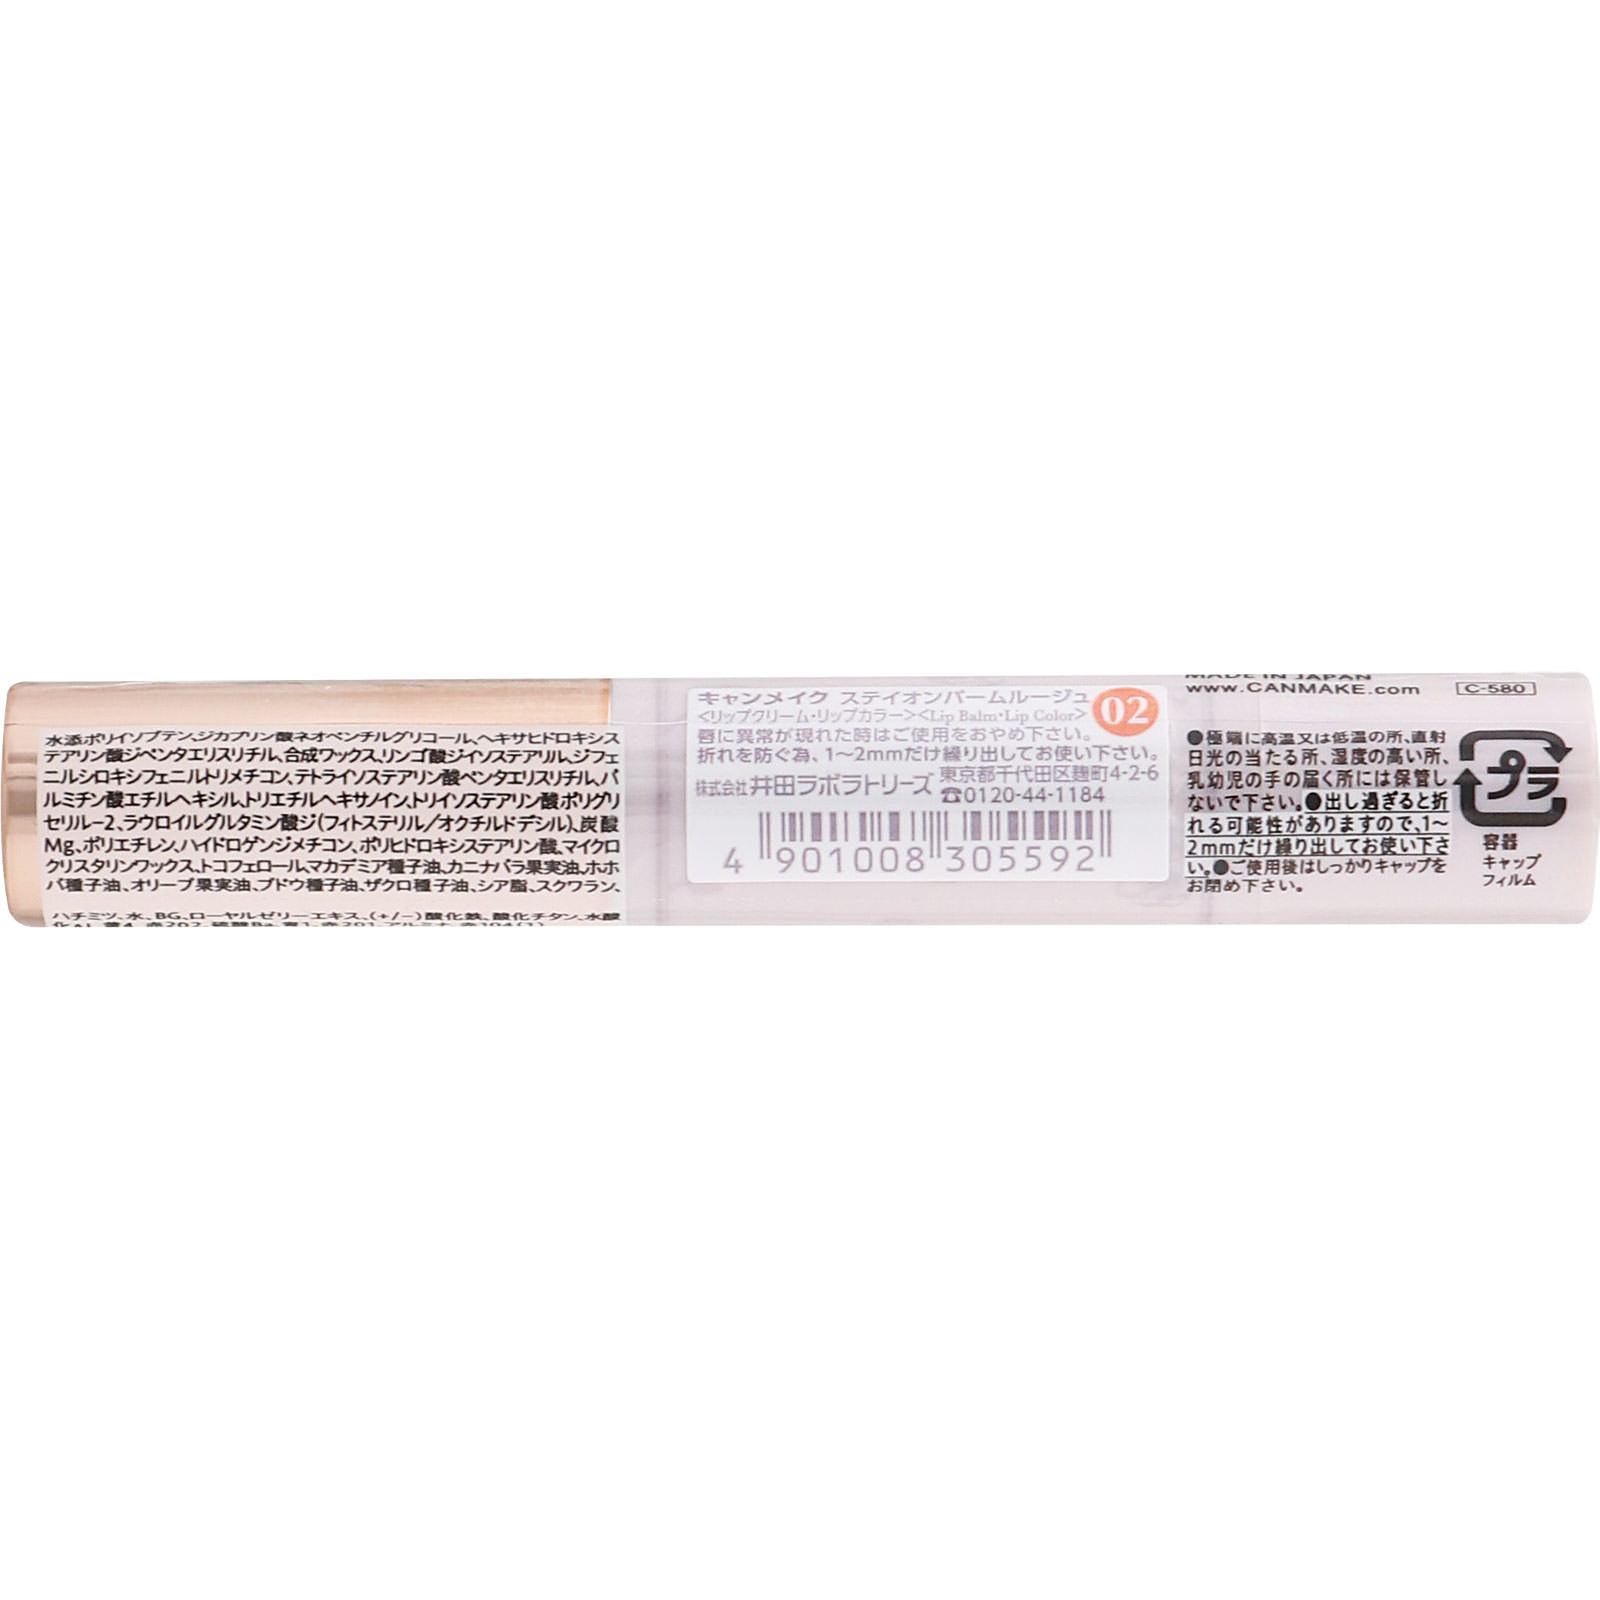 水添ポリイソブテン、ジカプリン酸ネオペンチルグリコール、ヘキサヒドロキシス
テアリン酸ジペンタエリスリチル、合成ワックス、リンゴ酸ジイソステアリル、ジフェ
ニルシロキシフェニルトリメチコン、テトライソステアリン酸ペンタエリスリチル、パ
ルミチン酸エチルヘキシル、トリエチルヘキサノイン、トリイソステアリン酸ポリグリ
セリル-2、ラウロイルグルタミン酸ジ(フィトステリル/オクチルドデシル)、炭酸
Mg、ポリエチレン、ハイドロゲンジメチコン、ポリヒドロキシステアリン酸、マイクロ
クリスタリンワックス、トコフェロール、マカデミア種子油、カニナバラ果実油、ホホ
バ種子油、オリーブ果実油、ブドウ種子油、ザクロ種子油、シア脂、スクワラン、
ハチミツ、水、BG、ローヤルゼリーエキス、(+/-)酸化鉄、酸化チタン、水酸
キャンメイク ステイオンバームルージュ
<リップクリーム・リップカラー><Lip Balm・Lip Color>
02
唇に異常が現れた時はご使用をおやめ下さい。
折れを防ぐ為、1~2mmだけ繰り出してお使い下さい。
株式会社 井田ラボラトリーズ 東京都千代田区麹町4-2-6
☎0120-44-1184
4 901008 305592
MADE IN JAPAN
www.CANMAKE.com
C-580
●極端に高温又は低温の所、直射
日光の当たる所、湿度の高い所、
乳幼児の手の届く所には保管し
ないで下さい。●出し過ぎると折
れる可能性がありますので、1~
2mmだけ繰り出してお使い下さ
い。●ご使用後はしっかりキャップを
お閉め下さい。
プラ
容器
キャップ
フィルム